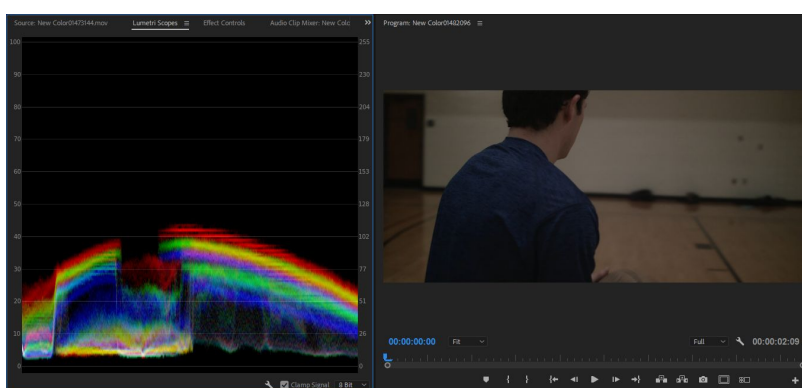 Source: New Color01473144.mov
Lumetri Scopes
Effect Controls
Audio Clip Mixer: New Colc
Program: New Color01482096
100 255
90 230
80 204
70 179
60 153
50 128
40 102
30 77
20 51
10 26
0 0
Clamp Signal 8 Bit
00:00:00:00 Fit Full 00:00:02:09